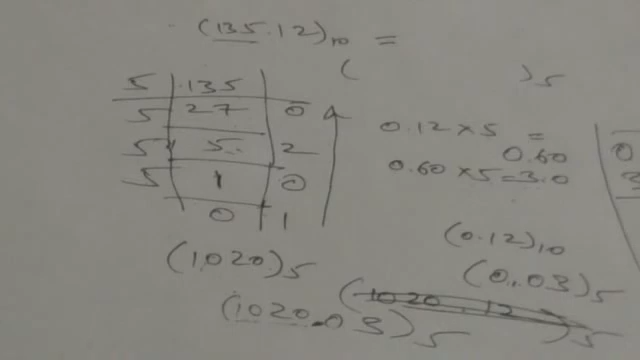 (135.12)10 =
( )5
5 135
5 27 0
5 5 2
5 1 0
0 1
(1020)5
0.12 x 5 =
0.60
0.60 x 5 = 3.0
(0.12)10
(0.03)5
(1020.12)5
(1020.03)5
0
3